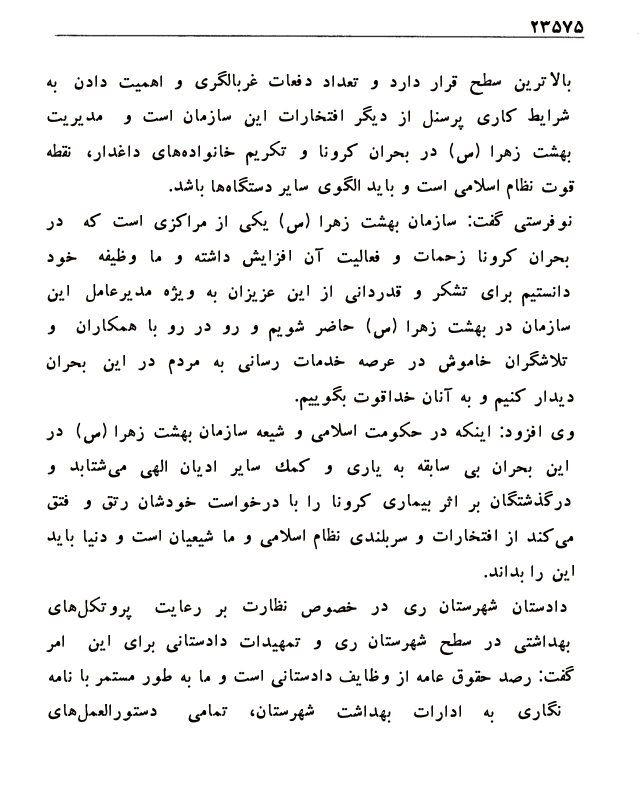 ۲۳۵۷۵
بالاترین سطح قرار دارد و تعداد دفعات غربالگری و اهمیت دادن به
شرایط کاری پرسنل از دیگر افتخارات این سازمان است و مدیریت
بهشت زهرا (س) در بحران کرونا و تکریم خانواده‌های داغدار، نقطه
قوت نظام اسلامی است و باید الگوی سایر دستگاه‌ها باشد.
نوفرستی گفت: سازمان بهشت زهرا (س) یکی از مراکزی است که در
بحران کرونا زحمات و فعالیت آن افزایش داشته و ما وظیفه خود
دانستیم برای تشکر و قدردانی از این عزیزان به ویژه مدیرعامل این
سازمان در بهشت زهرا (س) حاضر شویم و رو در رو با همکاران و
تلاشگران خاموش در عرصه خدمات رسانی به مردم در این بحران
دیدار کنیم و به آنان خداقوت بگوییم.
وی افزود: اینکه در حکومت اسلامی و شیعه سازمان بهشت زهرا (س) در
این بحران بی سابقه به یاری و کمك سایر ادیان الهی می‌شتابد و
درگذشتگان بر اثر بیماری کرونا را با درخواست خودشان رتق و فتق
می‌کند از افتخارات و سربلندی نظام اسلامی و ما شیعیان است و دنیا باید
این را بداند.
دادستان شهرستان ری در خصوص نظارت بر رعایت پروتکل‌های
بهداشتی در سطح شهرستان ری و تمهیدات دادستانی برای این امر
گفت: رصد حقوق عامه از وظایف دادستانی است و ما به طور مستمر با نامه
نگاری به ادارات بهداشت شهرستان، تمامی دستورالعمل‌های